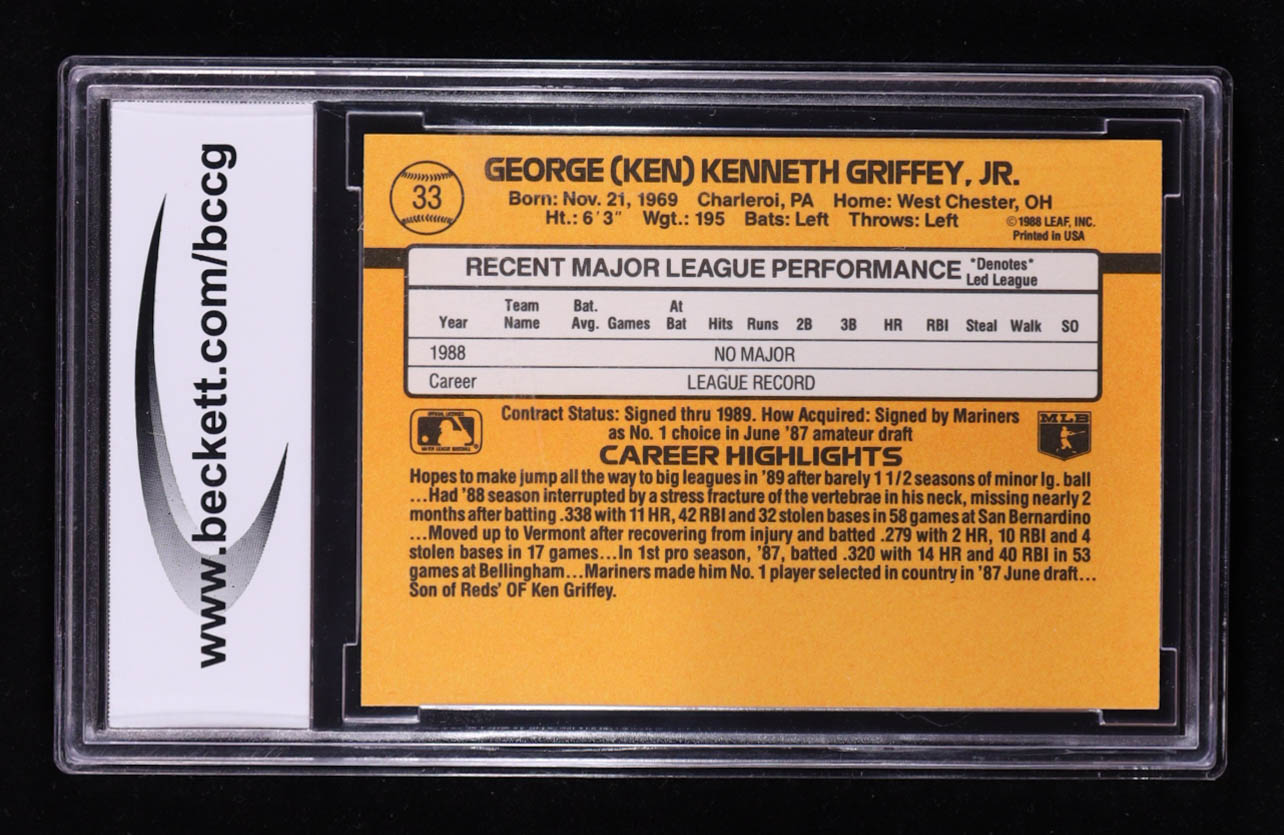 www.beckett.com/bccg
33
GEORGE (KEN) KENNETH GRIFFEY, JR.
Born: Nov. 21, 1969 Charleroi, PA Home: West Chester, OH
Ht.: 6'3" Wgt.: 195 Bats: Left Throws: Left
©1988 LEAF, INC.
Printed in USA
RECENT MAJOR LEAGUE PERFORMANCE *Denotes*
Led League
Year Team Name Bat. Avg. Games At Bat Hits Runs 2B 3B HR RBI Steal Walk SO
1988 NO MAJOR
Career LEAGUE RECORD
Contract Status: Signed thru 1989. How Acquired: Signed by Mariners
as No. 1 choice in June '87 amateur draft
MLB
CAREER HIGHLIGHTS
Hopes to make jump all the way to big leagues in '89 after barely 1 1/2 seasons of minor lg. ball
...Had '88 season interrupted by a stress fracture of the vertebrae in his neck, missing nearly 2
months after batting .338 with 11 HR, 42 RBI and 32 stolen bases in 58 games at San Bernardino
...Moved up to Vermont after recovering from injury and batted .279 with 2 HR, 10 RBI and 4
stolen bases in 17 games...In 1st pro season, '87, batted .320 with 14 HR and 40 RBI in 53
games at Bellingham...Mariners made him No. 1 player selected in country in '87 June draft...
Son of Reds' OF Ken Griffey.